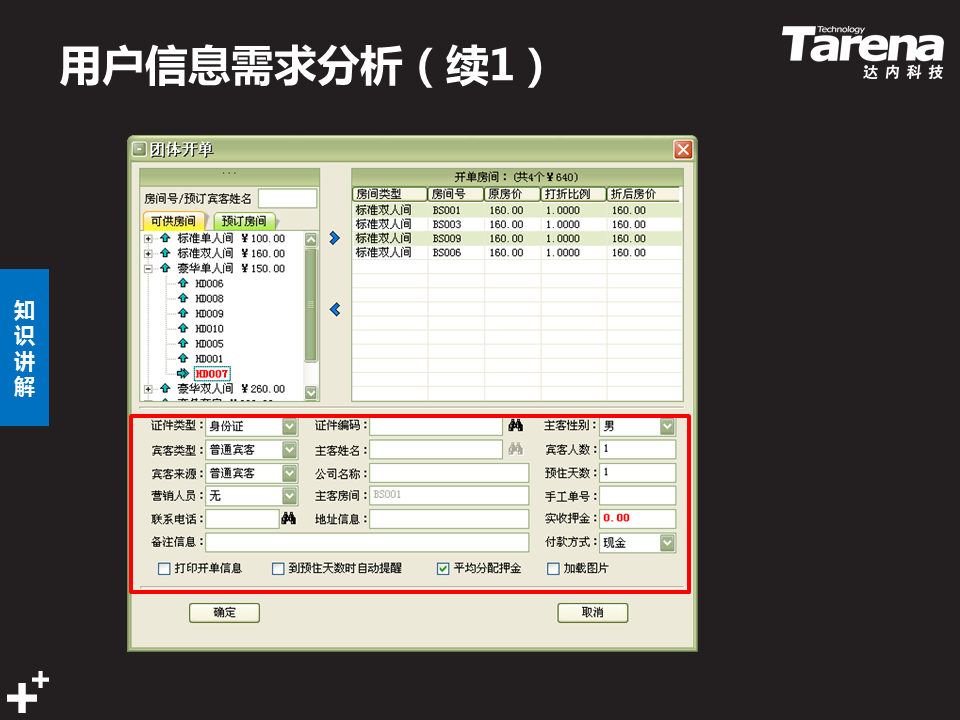 用户信息需求分析（续1）
Technology
Tarena
达内科技
知识讲解
团体开单
...
房间号/预订宾客姓名
可供房间 预订房间
标准单人间 ￥100.00
标准双人间 ￥160.00
豪华单人间 ￥150.00
HD006
HD008
HD009
HD010
HD005
HD001
HD007
豪华双人间 ￥260.00
开单房间：(共4个￥640)
房间类型 房间号 原房价 打折比例 折后房价
标准双人间 BS001 160.00 1.0000 160.00
标准双人间 BS003 160.00 1.0000 160.00
标准双人间 BS009 160.00 1.0000 160.00
标准双人间 BS006 160.00 1.0000 160.00
证件类型：身份证 证件编码： 主客性别：男
宾客类型：普通宾客 主客姓名： 宾客人数：1
宾客来源：普通宾客 公司名称： 预住天数：1
营销人员：无 主客房间：BS001 手工单号：
联系电话： 地址信息： 实收押金：0.00
备注信息： 付款方式：现金
打印开单信息 到预住天数时自动提醒 平均分配押金 加载图片
确定 取消